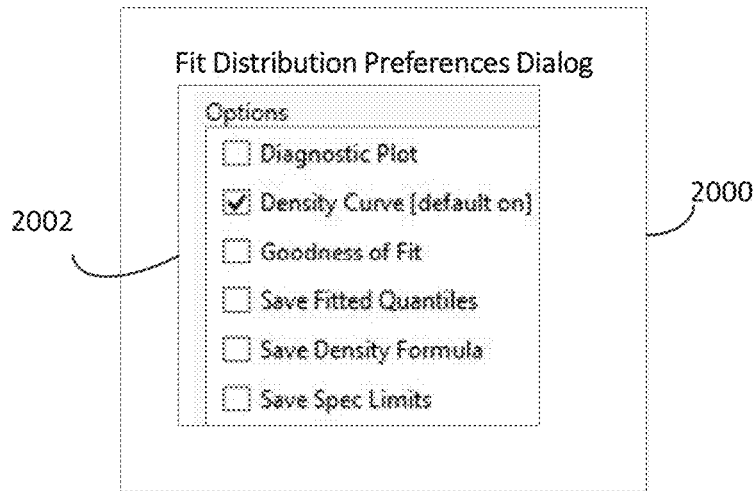 Fit Distribution Preferences Dialog
Options
Diagnostic Plot
Density Curve [default on]
Goodness of Fit
Save Fitted Quantiles
Save Density Formula
Save Spec Limits
2002
2000